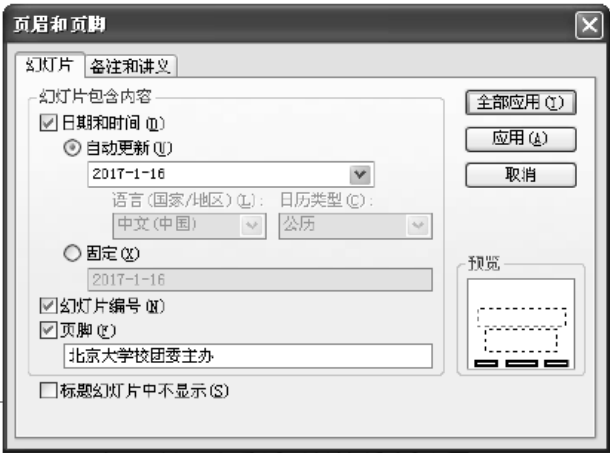 页眉和页脚
幻灯片 备注和讲义
幻灯片包含内容
日期和时间(D)
自动更新(U)
2017-1-16
语言(国家/地区)(L): 日历类型(C):
中文(中国) 公历
固定(X)
2017-1-16
幻灯片编号(N)
页脚(F)
北京大学校团委主办
标题幻灯片中不显示(S)
全部应用(T)
应用(A)
取消
预览